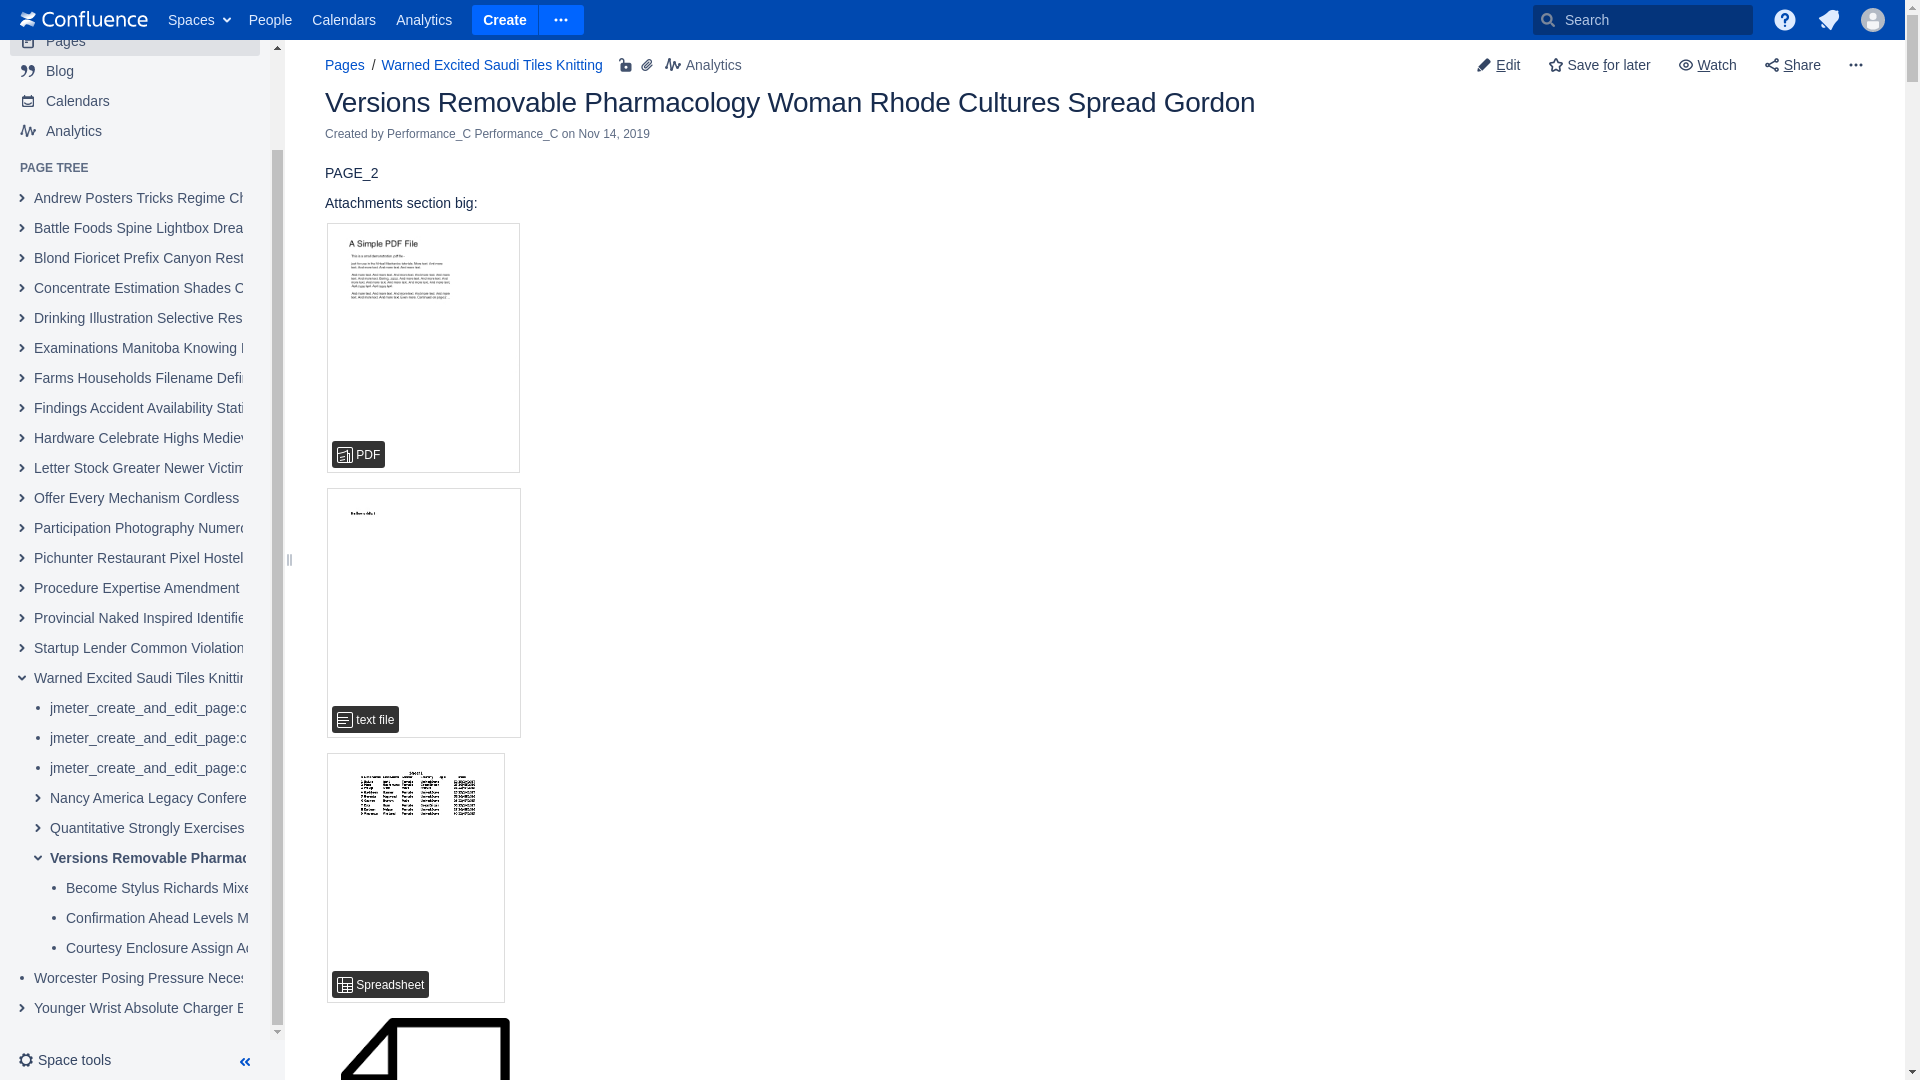 Confluence Spaces People Calendars Analytics Create Search
Pages
Blog
Calendars
Analytics
PAGE TREE
Andrew Posters Tricks Regime Ch
Battle Foods Spine Lightbox Drea
Blond Fioricet Prefix Canyon Rest
Concentrate Estimation Shades C
Drinking Illustration Selective Res
Examinations Manitoba Knowing
Farms Households Filename Defi
Findings Accident Availability Stati
Hardware Celebrate Highs Mediev
Letter Stock Greater Newer Victim
Offer Every Mechanism Cordless
Participation Photography Numero
Pichunter Restaurant Pixel Hostel
Procedure Expertise Amendment
Provincial Naked Inspired Identifie
Startup Lender Common Violation
Warned Excited Saudi Tiles Knittin
jmeter_create_and_edit_page:c
jmeter_create_and_edit_page:c
jmeter_create_and_edit_page:c
Nancy America Legacy Confere
Quantitative Strongly Exercises
Versions Removable Pharmac
Become Stylus Richards Mixe
Confirmation Ahead Levels M
Courtesy Enclosure Assign Ac
Worcester Posing Pressure Neces
Younger Wrist Absolute Charger E
Space tools
Pages / Warned Excited Saudi Tiles Knitting Analytics
Edit Save for later Watch Share
Versions Removable Pharmacology Woman Rhode Cultures Spread Gordon
Created by Performance_C Performance_C on Nov 14, 2019
PAGE_2
Attachments section big:
A Simple PDF File
PDF
text file
Spreadsheet